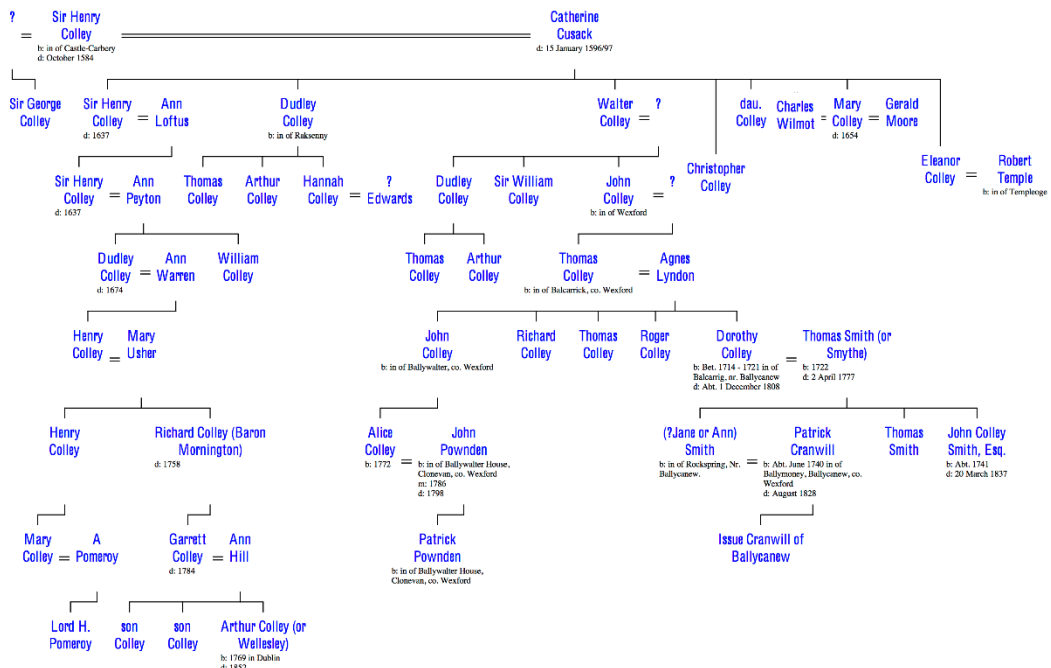 ?
Sir Henry
Colley
b: in of Castle-Carbery
d: October 1584
=
Catherine
Cusack
d: 15 January 1596/97
Sir George
Colley
Sir Henry
Colley
d: 1637
=
Ann
Loftus
Dudley
Colley
b: in of Raksenny
Walter
Colley
=
?
dau.
Colley
Charles
Wilmot
=
Mary
Colley
d: 1654
=
Gerald
Moore
Sir Henry
Colley
d: 1637
=
Ann
Peyton
Thomas
Colley
Arthur
Colley
Hannah
Colley
=
?
Edwards
Dudley
Colley
Sir William
Colley
John
Colley
b: in of Wexford
=
?
Christopher
Colley
Eleanor
Colley
=
Robert
Temple
b: in of Templeoge
Dudley
Colley
d: 1674
=
Ann
Warren
William
Colley
Thomas
Colley
Arthur
Colley
Thomas
Colley
b: in of Balcarrick, co. Wexford
=
Agnes
Lyndon
Henry
Colley
=
Mary
Usher
John
Colley
b: in of Ballywalter, co. Wexford
Richard
Colley
Thomas
Colley
Roger
Colley
Dorothy
Colley
b: Bet. 1714 - 1721 in of
Balcarrig, nr. Ballycanew
d: Abt. 1 December 1808
=
Thomas Smith (or
Smythe)
b: 1722
d: 2 April 1777
Henry
Colley
Richard Colley (Baron
Mornington)
d: 1758
Alice
Colley
b: 1772
=
John
Pownden
b: in of Ballywalter House,
Clonevan, co. Wexford
m: 1786
d: 1798
(?Jane or Ann)
Smith
b: in of Rockspring, Nr.
Ballycanew.
=
Patrick
Cranwill
b: Abt. June 1740 in of
Ballymoney, Ballycanew, co.
Wexford
d: August 1828
Thomas
Smith
John Colley
Smith, Esq.
b: Abt. 1741
d: 20 March 1837
Mary
Colley
=
A
Pomeroy
Garrett
Colley
d: 1784
=
Ann
Hill
Patrick
Pownden
b: in of Ballywalter House,
Clonevan, co. Wexford
Issue Cranwill of
Ballycanew
Lord H.
Pomeroy
son
Colley
son
Colley
Arthur Colley (or
Wellesley)
b: 1769 in Dublin
d: 1852